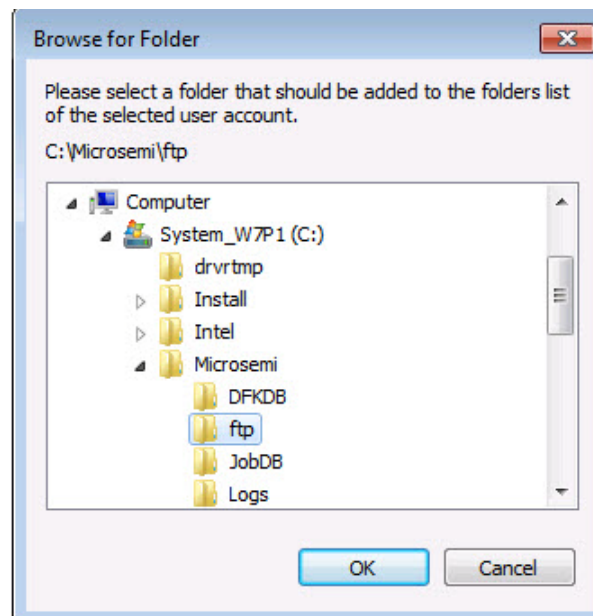 Browse for Folder
Please select a folder that should be added to the folders list
of the selected user account.
C:\Microsemi\ftp
Computer
System_W7P1 (C:)
drvrtmp
Install
Intel
Microsemi
DFKDB
ftp
JobDB
Logs
OK Cancel